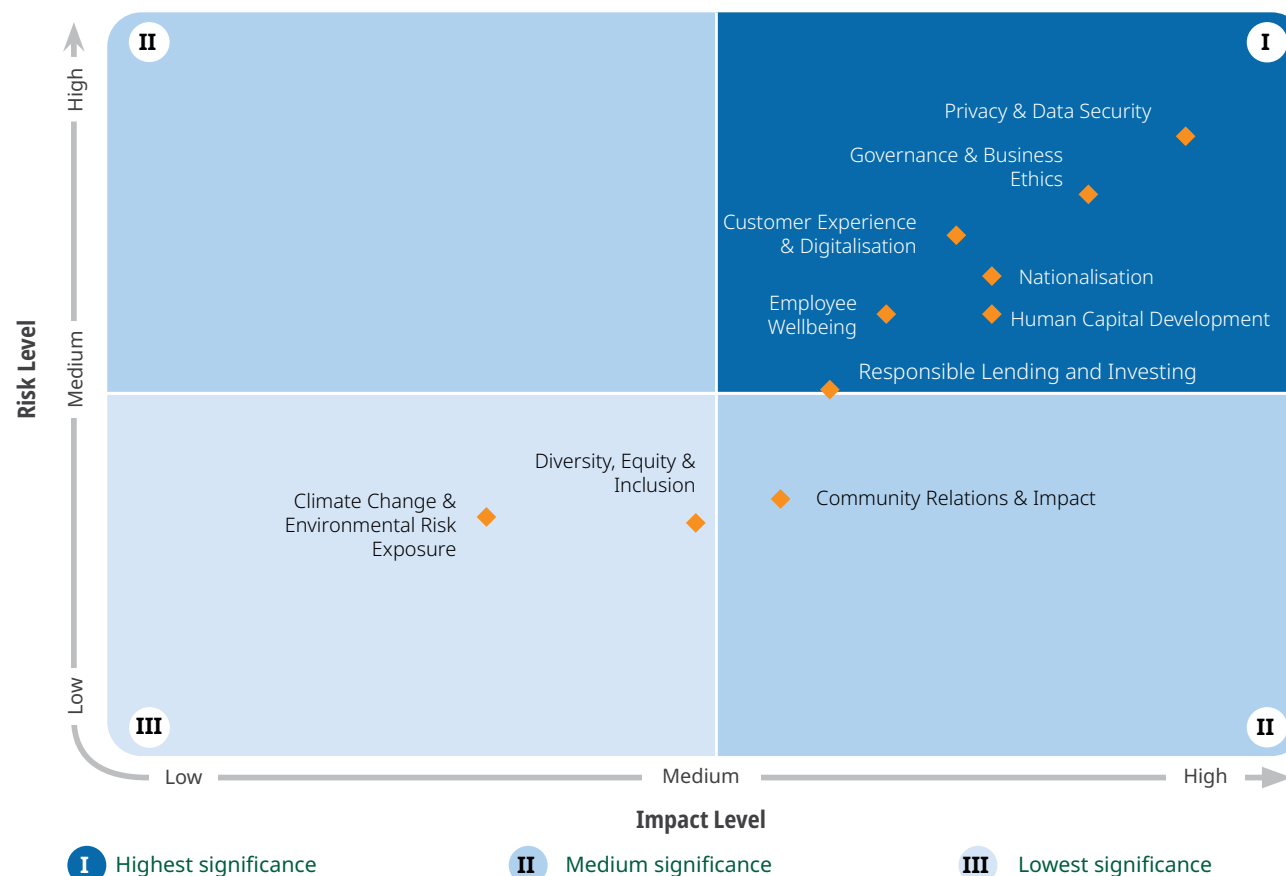 II
I
High
Privacy & Data Security
Governance & Business
Ethics
Customer Experience
& Digitalisation
Nationalisation
Employee
Wellbeing
Human Capital Development
Risk Level
Medium
Responsible Lending and Investing
Diversity, Equity &
Inclusion
Climate Change &
Environmental Risk
Exposure
Community Relations & Impact
Low
III
II
Low
Medium
High
Impact Level
I Highest significance
II Medium significance
III Lowest significance